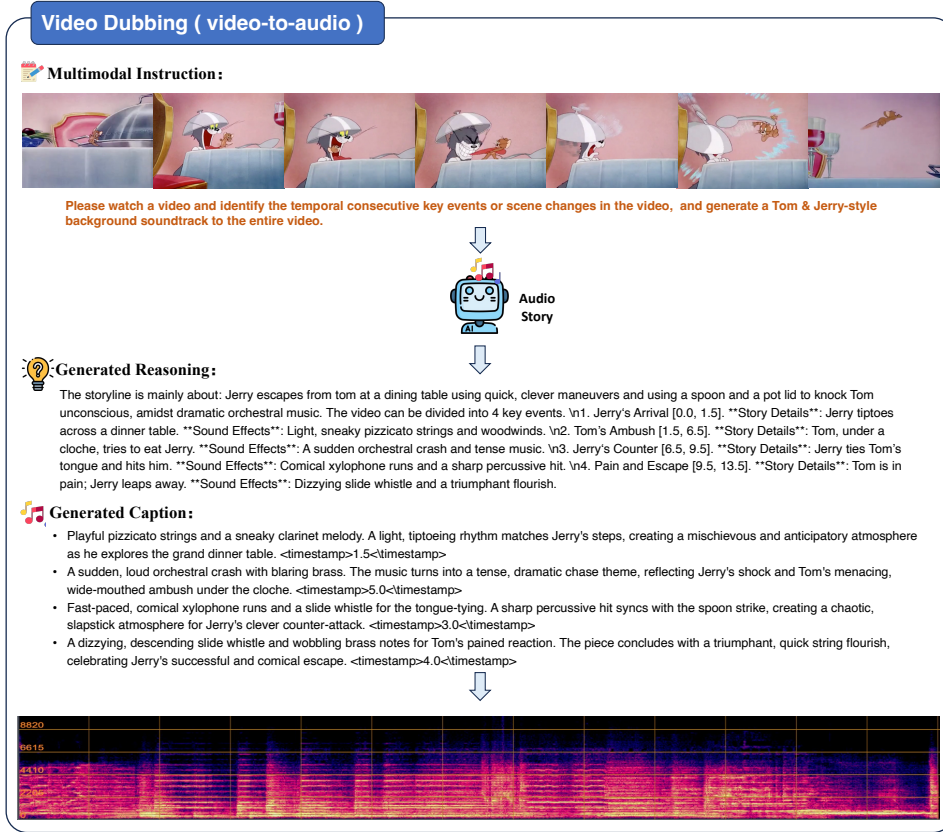 Video Dubbing ( video-to-audio )
Multimodal Instruction:
Please watch a video and identify the temporal consecutive key events or scene changes in the video,  and generate a Tom & Jerry-style
background soundtrack to the entire video.
AI
Audio
Story
Generated Reasoning:
The storyline is mainly about: Jerry escapes from tom at a dining table using quick, clever maneuvers and using a spoon and a pot lid to knock Tom
unconscious, amidst dramatic orchestral music. The video can be divided into 4 key events. \n1. Jerry's Arrival [0.0, 1.5]. **Story Details**: Jerry tiptoes
across a dinner table. **Sound Effects**: Light, sneaky pizzicato strings and woodwinds. \n2. Tom's Ambush [1.5, 6.5]. **Story Details**: Tom, under a
cloche, tries to eat Jerry. **Sound Effects**: A sudden orchestral crash and tense music. \n3. Jerry's Counter [6.5, 9.5]. **Story Details**: Jerry ties Tom's
tongue and hits him. **Sound Effects**: Comical xylophone runs and a sharp percussive hit. \n4. Pain and Escape [9.5, 13.5]. **Story Details**: Tom is in
pain; Jerry leaps away. **Sound Effects**: Dizzying slide whistle and a triumphant flourish.
Generated Caption:
• Playful pizzicato strings and a sneaky clarinet melody. A light, tiptoeing rhythm matches Jerry's steps, creating a mischievous and anticipatory atmosphere
as he explores the grand dinner table. <timestamp>1.5<\timestamp>
• A sudden, loud orchestral crash with blaring brass. The music turns into a tense, dramatic chase theme, reflecting Jerry's shock and Tom's menacing,
wide-mouthed ambush under the cloche. <timestamp>5.0<\timestamp>
• Fast-paced, comical xylophone runs and a slide whistle for the tongue-tying. A sharp percussive hit syncs with the spoon strike, creating a chaotic,
slapstick atmosphere for Jerry's clever counter-attack. <timestamp>3.0<\timestamp>
• A dizzying, descending slide whistle and wobbling brass notes for Tom's pained reaction. The piece concludes with a triumphant, quick string flourish,
celebrating Jerry's successful and comical escape. <timestamp>4.0<\timestamp>
8820
6615
4410
2205